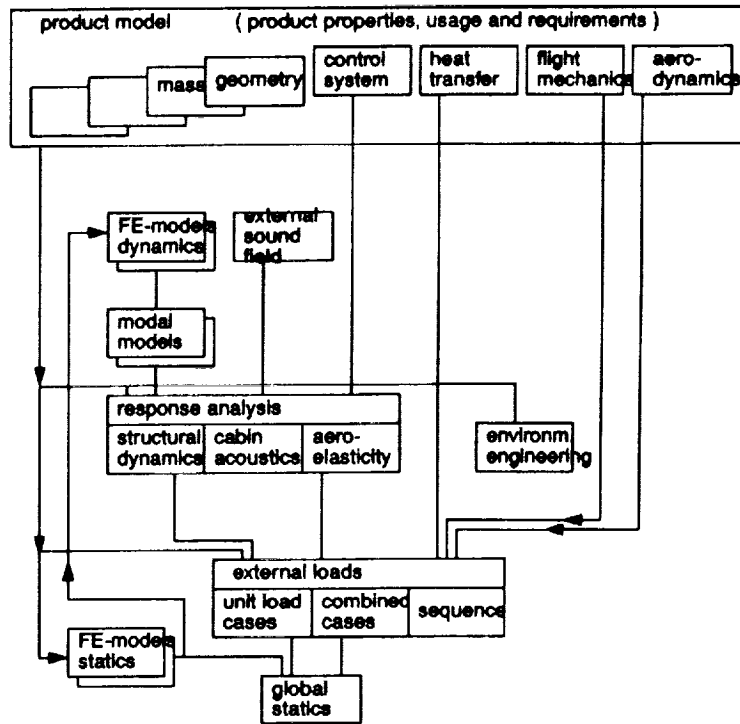 product model ( product properties, usage and requirements )
mass
geometry
control
system
heat
transfer
flight
mechanics
aero-
dynamics
FE-models
dynamics
external
sound
field
modal
models
response analysis
structural
dynamics
cabin
acoustics
aero-
elasticity
environm.
engineering
external loads
unit load
cases
combined
cases
sequence
FE-models
statics
global
statics